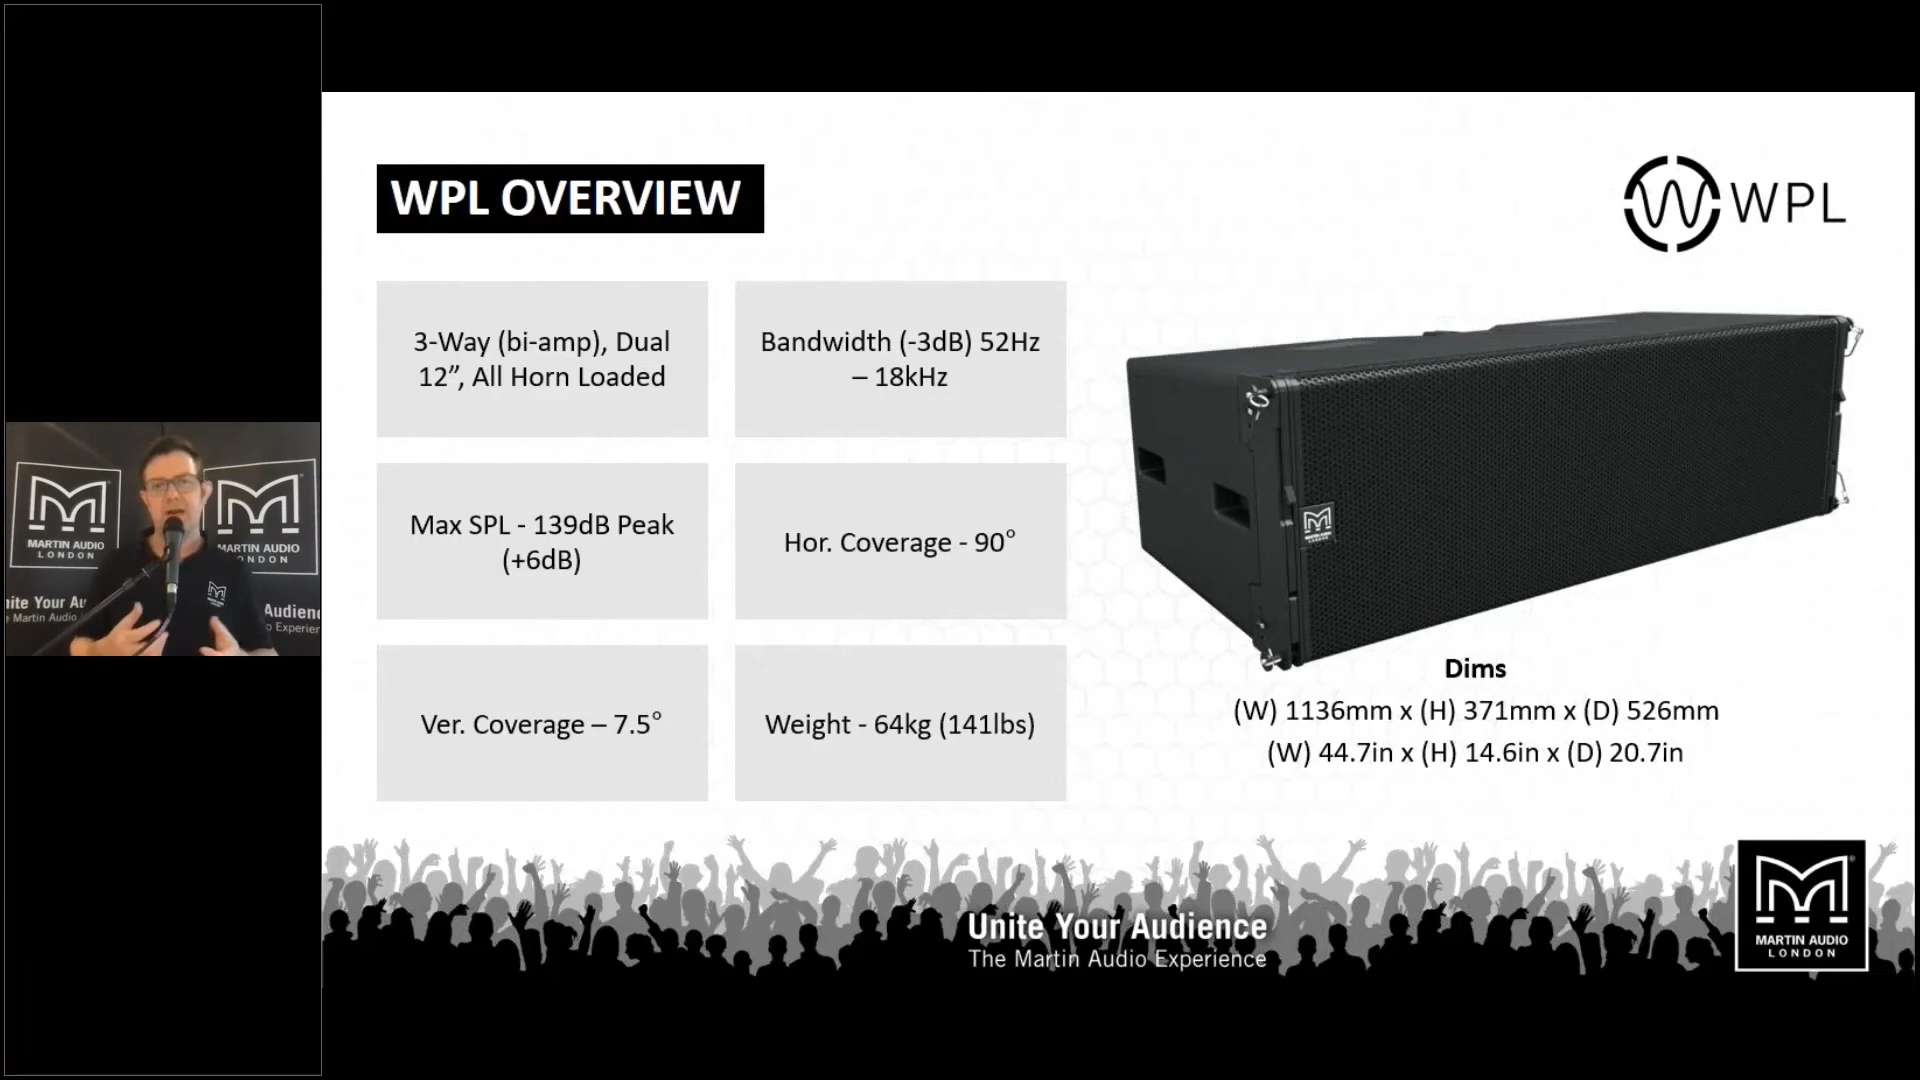 WPL OVERVIEW
WPL
3-Way (bi-amp), Dual
12”, All Horn Loaded
Bandwidth (-3dB) 52Hz
– 18kHz
Max SPL - 139dB Peak
(+6dB)
Hor. Coverage - 90°
Ver. Coverage – 7.5°
Weight - 64kg (141lbs)
Dims
(W) 1136mm x (H) 371mm x (D) 526mm
(W) 44.7in x (H) 14.6in x (D) 20.7in
Unite Your Audience
The Martin Audio Experience
MARTIN AUDIO
LONDON
MARTIN AUDIO
LONDON
MARTIN AUDIO
Your
Martin Audio
Audien